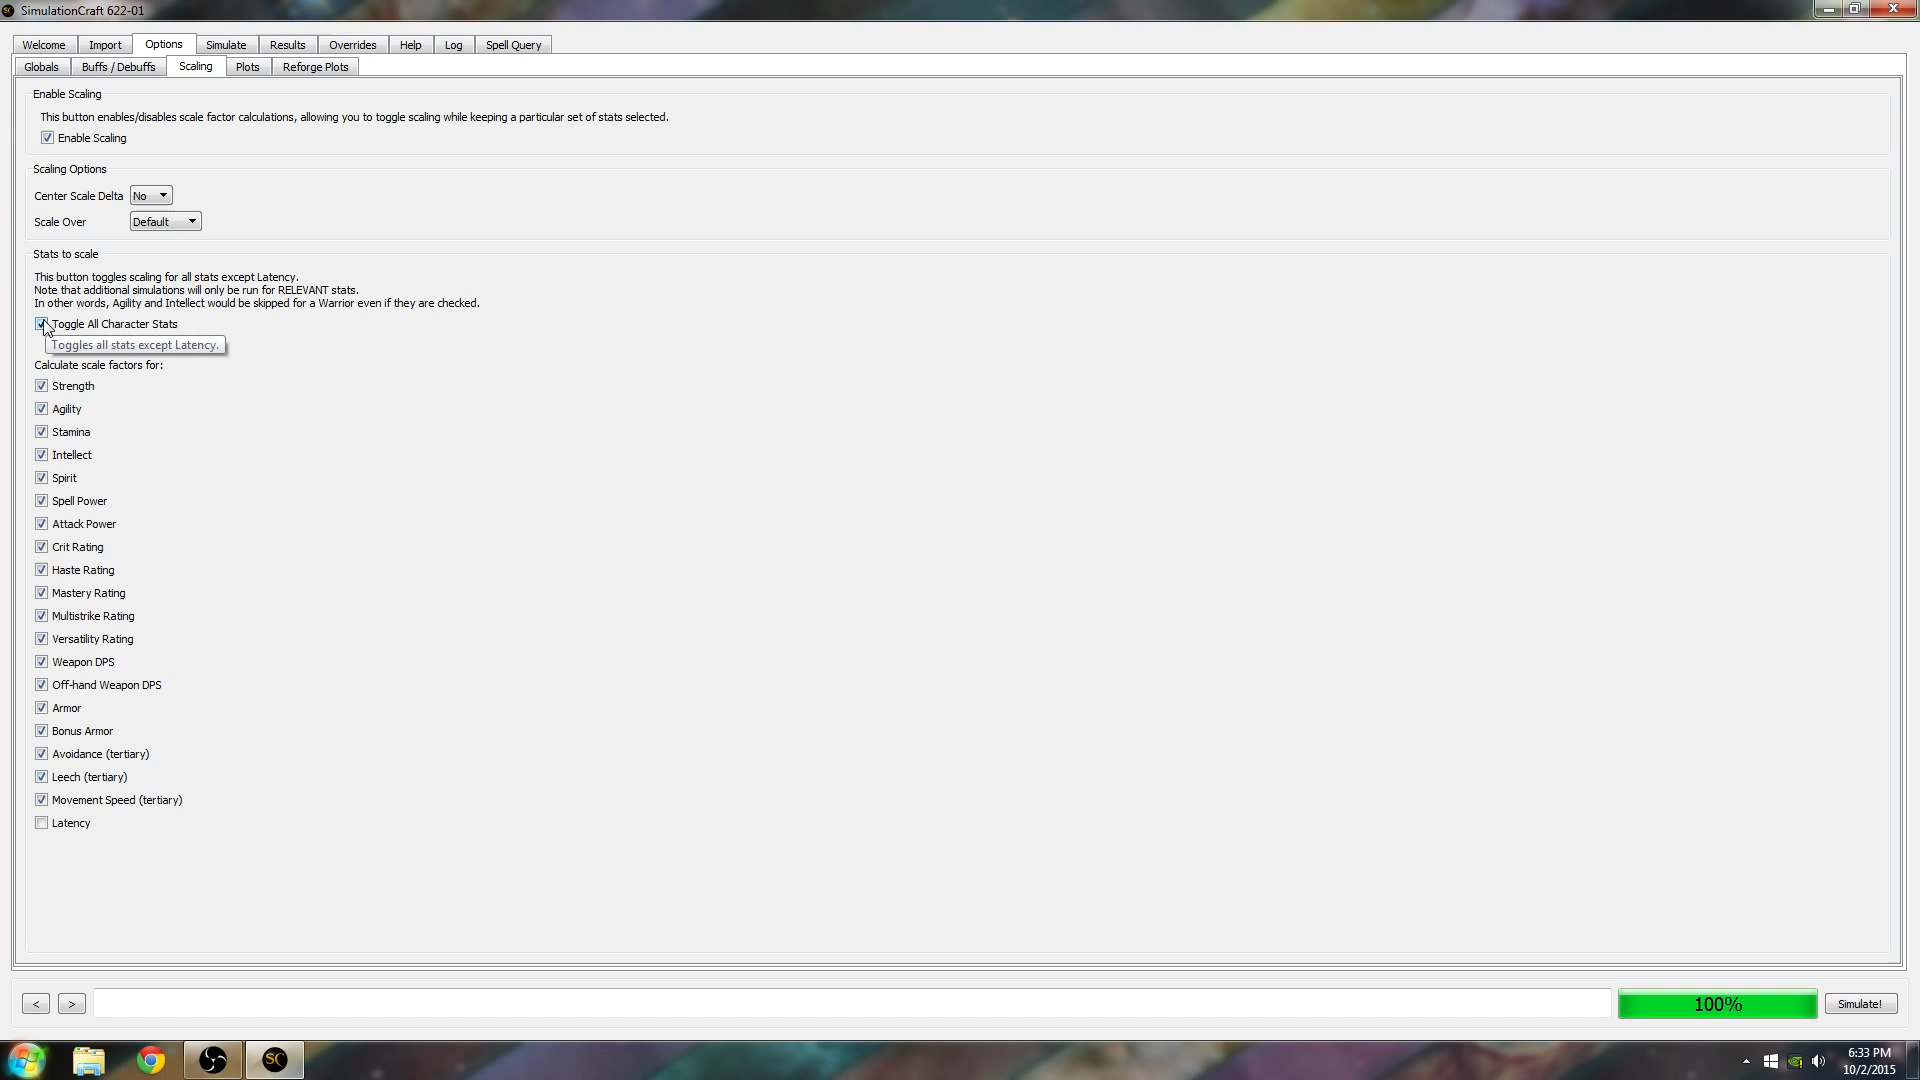 SimulationCraft 622-01
Welcome Import Options Simulate Results Overrides Help Log Spell Query
Globals Buffs / Debuffs Scaling Plots Reforge Plots
Enable Scaling
This button enables/disables scale factor calculations, allowing you to toggle scaling while keeping a particular set of stats selected.
Enable Scaling
Scaling Options
Center Scale Delta No
Scale Over Default
Stats to scale
This button toggles scaling for all stats except Latency.
Note that additional simulations will only be run for RELEVANT stats.
In other words, Agility and Intellect would be skipped for a Warrior even if they are checked.
Toggle All Character Stats
Toggles all stats except Latency.
Calculate scale factors for:
Strength
Agility
Stamina
Intellect
Spirit
Spell Power
Attack Power
Crit Rating
Haste Rating
Mastery Rating
Multistrike Rating
Versatility Rating
Weapon DPS
Off-hand Weapon DPS
Armor
Bonus Armor
Avoidance (tertiary)
Leech (tertiary)
Movement Speed (tertiary)
Latency
< > 100% Simulate!
SC
6:33 PM
10/2/2015